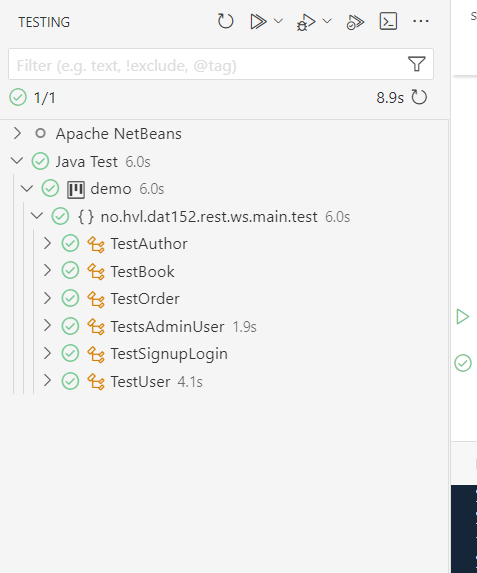 TESTING
Filter (e.g. text, !exclude, @tag)
1/1 8.9s
Apache NetBeans
Java Test 6.0s
demo 6.0s
{ } no.hvl.dat152.rest.ws.main.test 6.0s
TestAuthor
TestBook
TestOrder
TestsAdminUser 1.9s
TestSignupLogin
TestUser 4.1s